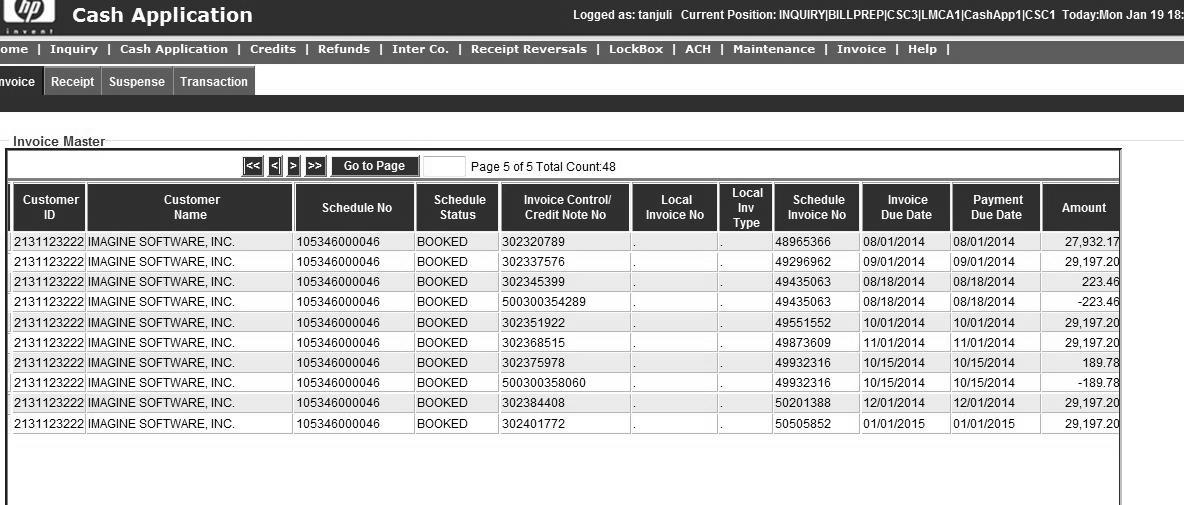 hp
invent
Cash Application
Logged as: tanjuli Current Position: INQUIRY|BILLPREP|CSC3|LMCA1|CashApp1|CSC1 Today:Mon Jan 19 18:
ome | Inquiry | Cash Application | Credits | Refunds | Inter Co. | Receipt Reversals | LockBox | ACH | Maintenance | Invoice | Help |
nvoice Receipt Suspense Transaction
Invoice Master
<< < > >> Go to Page Page 5 of 5 Total Count:48
Customer ID Customer Name Schedule No Schedule Status Invoice Control/ Credit Note No Local Invoice No Local Inv Type Schedule Invoice No Invoice Due Date Payment Due Date Amount
2131123222 IMAGINE SOFTWARE, INC. 105346000046 BOOKED 302320789 . . 48965366 08/01/2014 08/01/2014 27,932.17
2131123222 IMAGINE SOFTWARE, INC. 105346000046 BOOKED 302337576 . . 49296962 09/01/2014 09/01/2014 29,197.20
2131123222 IMAGINE SOFTWARE, INC. 105346000046 BOOKED 302345399 . . 49435063 08/18/2014 08/18/2014 223.46
2131123222 IMAGINE SOFTWARE, INC. 105346000046 BOOKED 500300354289 . . 49435063 08/18/2014 08/18/2014 -223.46
2131123222 IMAGINE SOFTWARE, INC. 105346000046 BOOKED 302351922 . . 49551552 10/01/2014 10/01/2014 29,197.20
2131123222 IMAGINE SOFTWARE, INC. 105346000046 BOOKED 302368515 . . 49873609 11/01/2014 11/01/2014 29,197.20
2131123222 IMAGINE SOFTWARE, INC. 105346000046 BOOKED 302375978 . . 49932316 10/15/2014 10/15/2014 189.78
2131123222 IMAGINE SOFTWARE, INC. 105346000046 BOOKED 500300358060 . . 49932316 10/15/2014 10/15/2014 -189.78
2131123222 IMAGINE SOFTWARE, INC. 105346000046 BOOKED 302384408 . . 50201388 12/01/2014 12/01/2014 29,197.20
2131123222 IMAGINE SOFTWARE, INC. 105346000046 BOOKED 302401772 . . 50505852 01/01/2015 01/01/2015 29,197.20